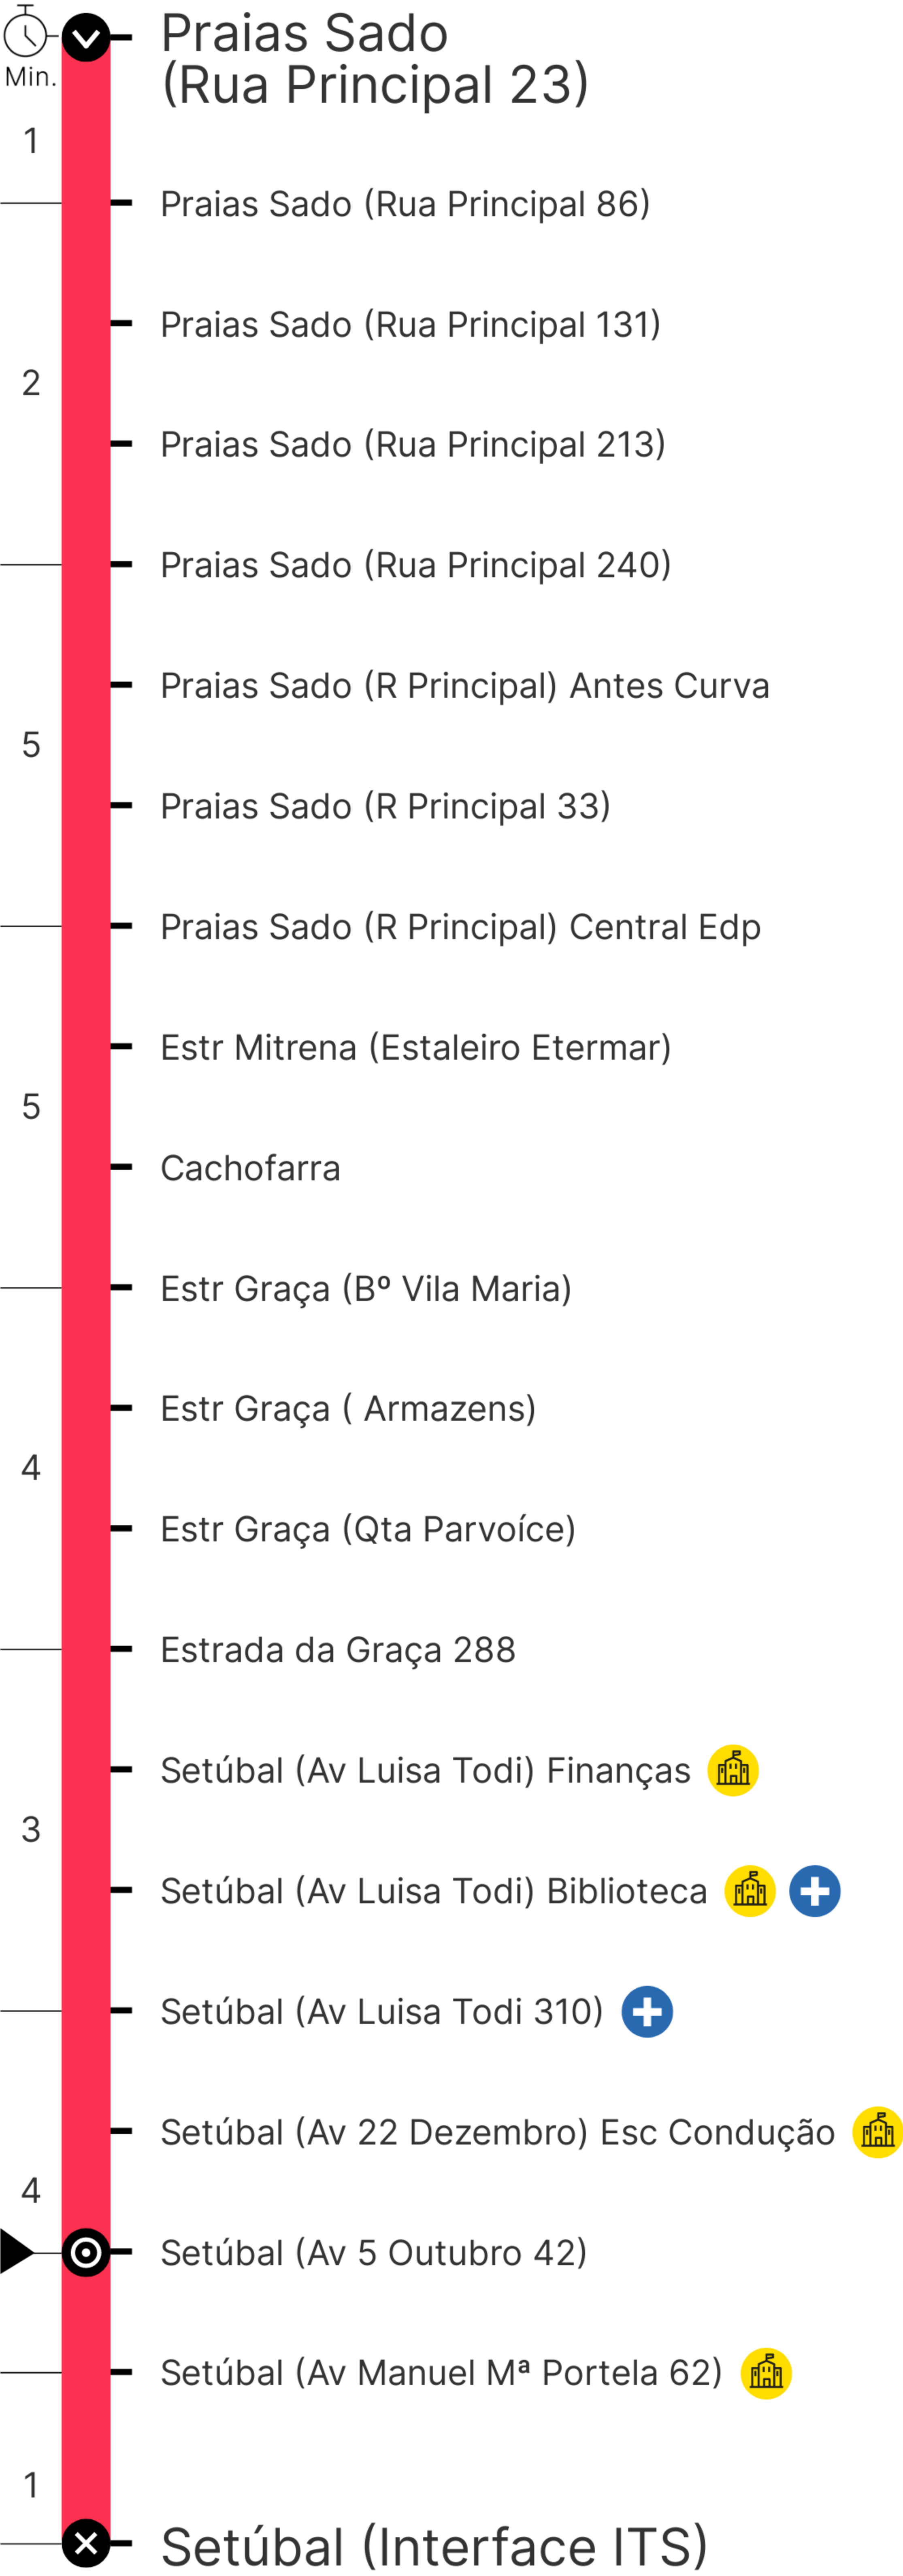 Praias Sado
(Rua Principal 23)
Min.
1
Praias Sado (Rua Principal 86)
Praias Sado (Rua Principal 131)
2
Praias Sado (Rua Principal 213)
Praias Sado (Rua Principal 240)
Praias Sado (R Principal) Antes Curva
5
Praias Sado (R Principal 33)
Praias Sado (R Principal) Central Edp
Estr Mitrena (Estaleiro Etermar)
5
Cachofarra
Estr Graça (Bº Vila Maria)
Estr Graça ( Armazens)
4
Estr Graça (Qta Parvoíce)
Estrada da Graça 288
Setúbal (Av Luisa Todi) Finanças
3
Setúbal (Av Luisa Todi) Biblioteca
Setúbal (Av Luisa Todi 310)
Setúbal (Av 22 Dezembro) Esc Condução
4
Setúbal (Av 5 Outubro 42)
Setúbal (Av Manuel Mª Portela 62)
1
Setúbal (Interface ITS)